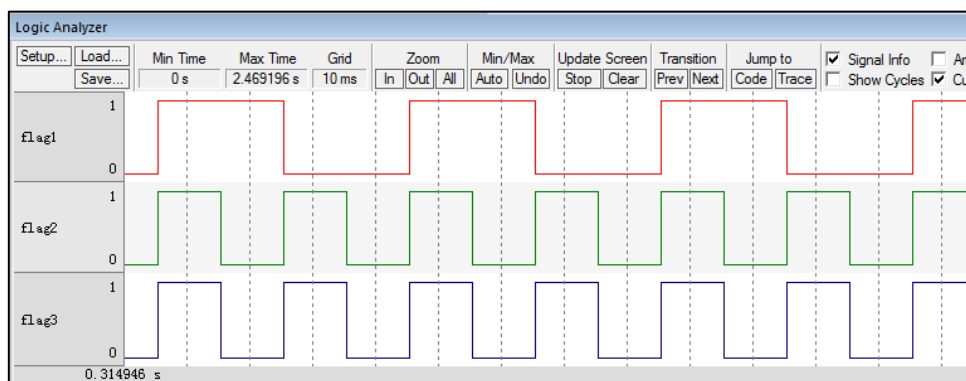 Logic Analyzer
Setup... Load... Min Time Max Time Grid Zoom Min/Max Update Screen Transition Jump to Signal Info
Save... 0 s 2.469196 s 10 ms In Out All Auto Undo Stop Clear Prev Next Code Trace Show Cycles
1
flag1
0
1
flag2
0
1
flag3
0
0.314946 s